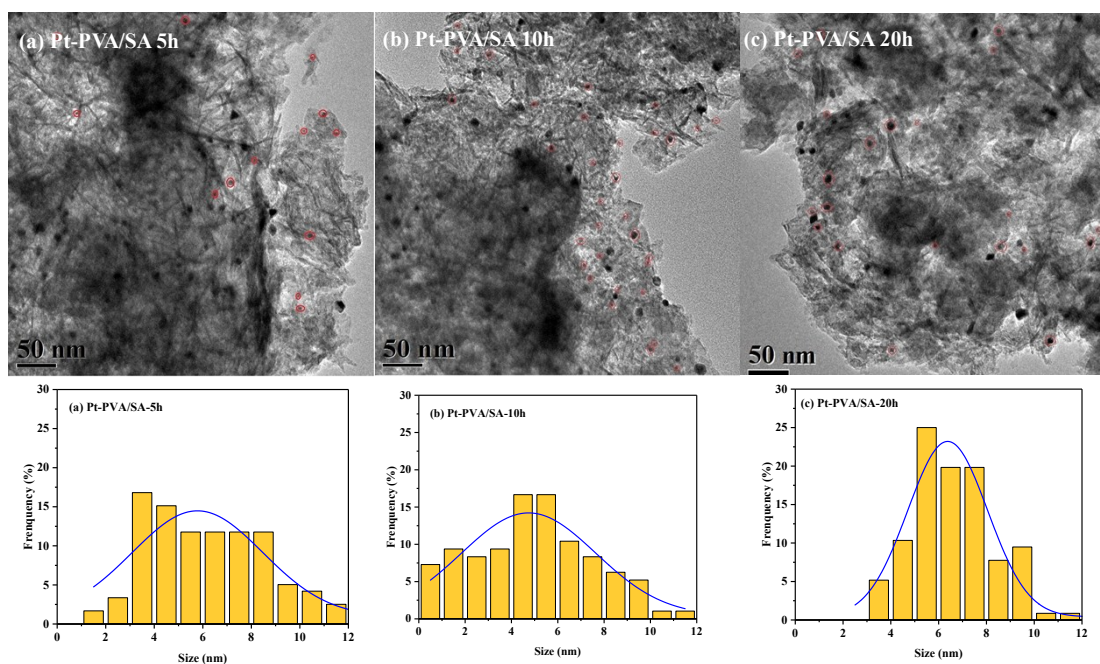 (a) Pt-PVA/SA 5h
(b) Pt-PVA/SA 10h
(c) Pt-PVA/SA 20h
50 nm
50 nm
50 nm
(a) Pt-PVA/SA-5h
Frenquency (%)
30
25
20
15
10
5
0
0 2 4 6 8 10 12
Size (nm)
(b) Pt-PVA/SA-10h
Frenquency (%)
30
25
20
15
10
5
0
0 2 4 6 8 10 12
Size (nm)
(c) Pt-PVA/SA-20h
Frenquency (%)
30
25
20
15
10
5
0
0 2 4 6 8 10 12
Size (nm)